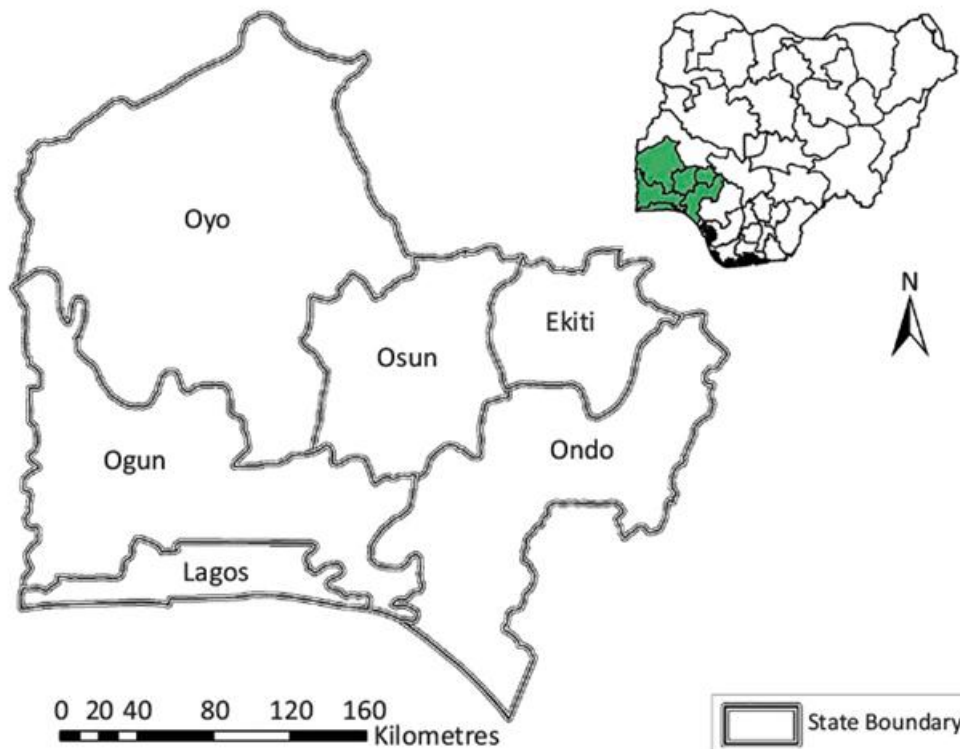 N
Oyo
Ekiti
Osun
Ogun
Ondo
Lagos
0 20 40 80 120 160
Kilometres
State Boundary